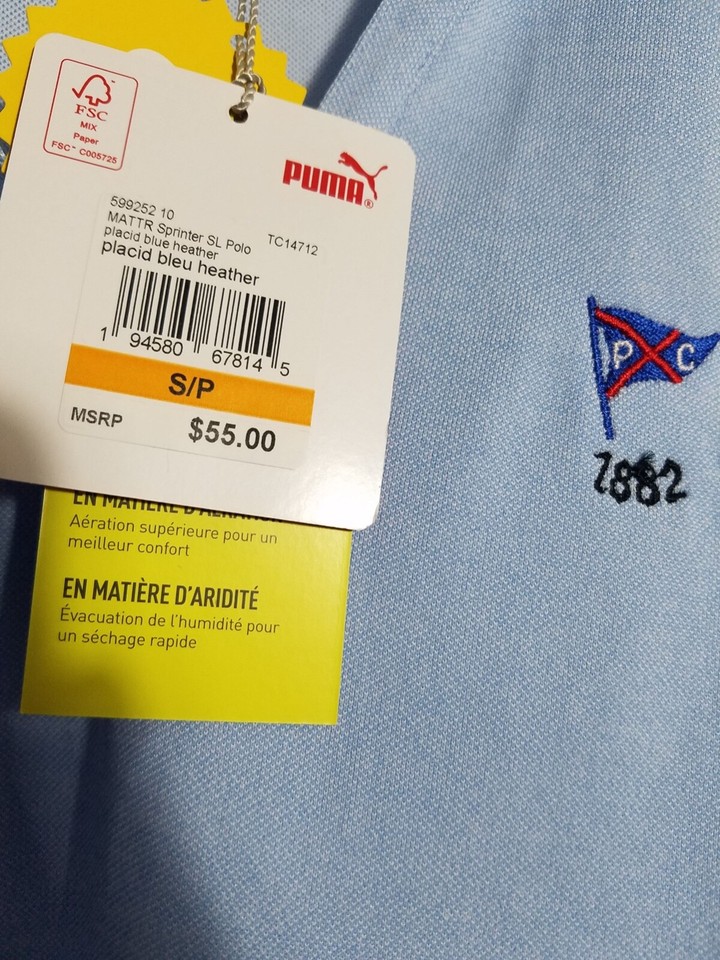 FSC
MIX
Paper
FSC™ C005725
PUMA®
599252 10
MATTR Sprinter SL Polo
TC14712
placid blue heather
placid bleu heather
1 94580 67814 5
S/P
MSRP
$55.00
Aération supérieure pour un
meilleur confort
EN MATIÈRE D'ARIDITÉ
Évacuation de l'humidité pour
un séchage rapide
P C
1882